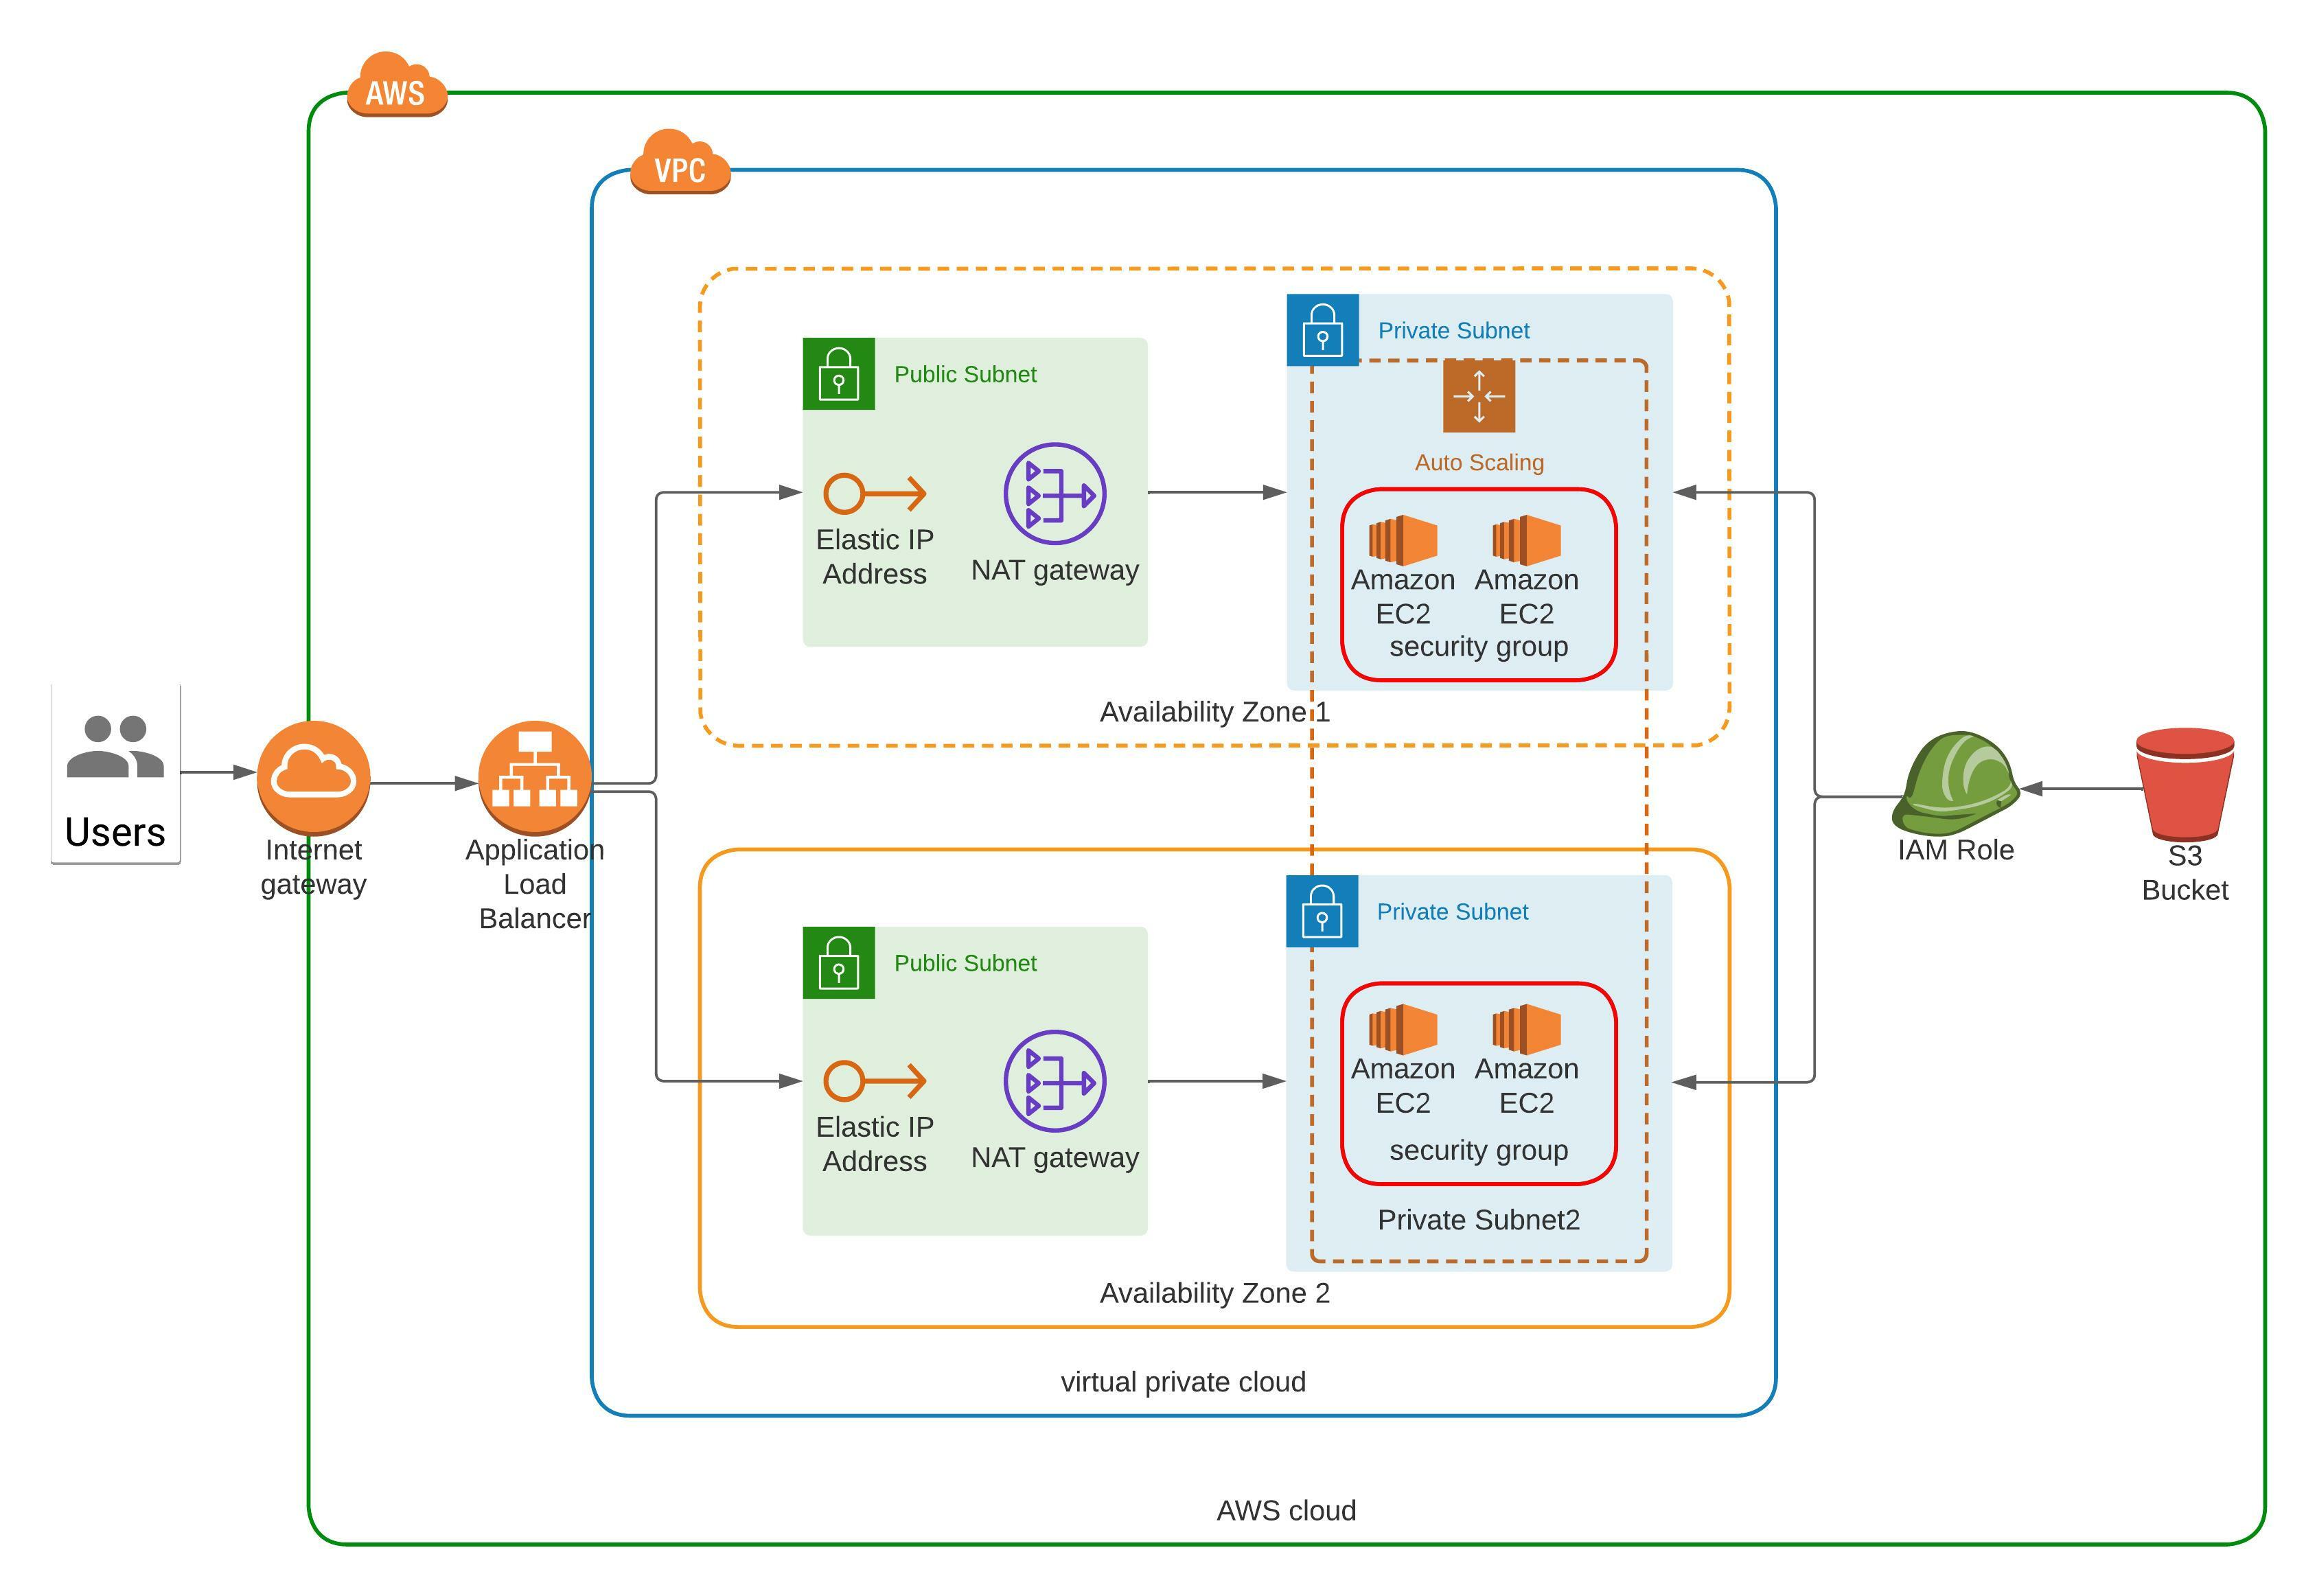 AWS
VPC
Private Subnet
Public Subnet
Auto Scaling
Elastic IP
Address
NAT gateway
Amazon
EC2
Amazon
EC2
security group
Availability Zone 1
Users
Internet
gateway
Application
Load
Balancer
IAM Role
S3
Bucket
Private Subnet
Public Subnet
Elastic IP
Address
NAT gateway
Amazon
EC2
Amazon
EC2
security group
Private Subnet2
Availability Zone 2
virtual private cloud
AWS cloud